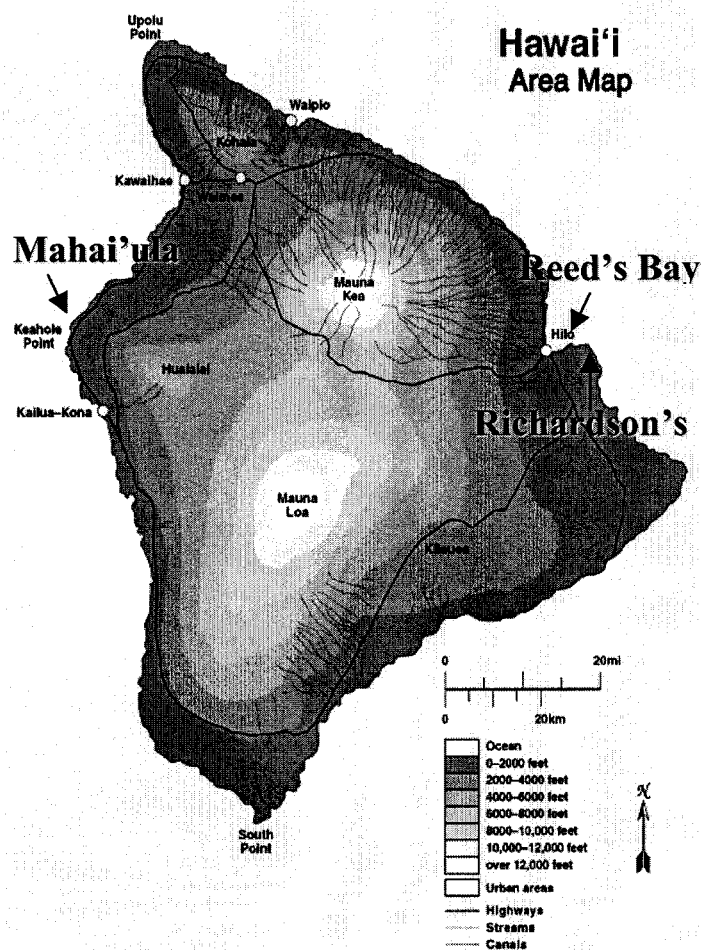 Upolu
Point
Hawai‘i
Area Map
Waipio
Kohala
Kawaihae
Waimea
Mahai'ula
Reed's Bay
Mauna
Kea
Keahole
Point
Hilo
Hualalai
Kailua–Kona
Richardson's
Mauna
Loa
Kilauea
0 20mi
0 20km
Ocean
0–2000 feet
2000–4000 feet
4000–6000 feet
6000–8000 feet
8000–10,000 feet
10,000–12,000 feet
over 12,000 feet
Urban areas
Highways
Streams
Canals
N
South
Point